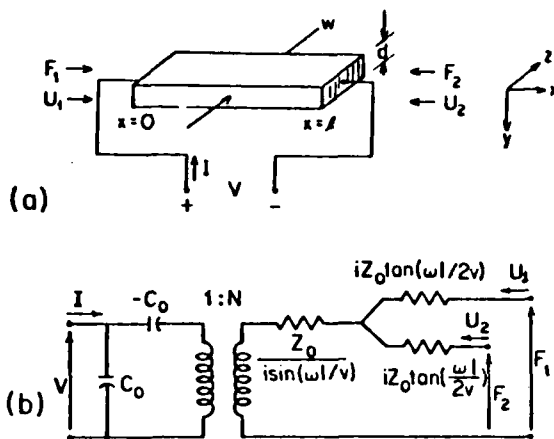 w
d
F₁
F₂
U₁
U₂
x=0
x=l
z
x
y
I
V
+
-
(a)
I
-C₀
1:N
iZ₀tan(ωl/2v)
U₁
U₂
Z₀
isin(ωl/v)
iZ₀tan(ωl/2v)
V
C₀
F₂
F₁
(b)